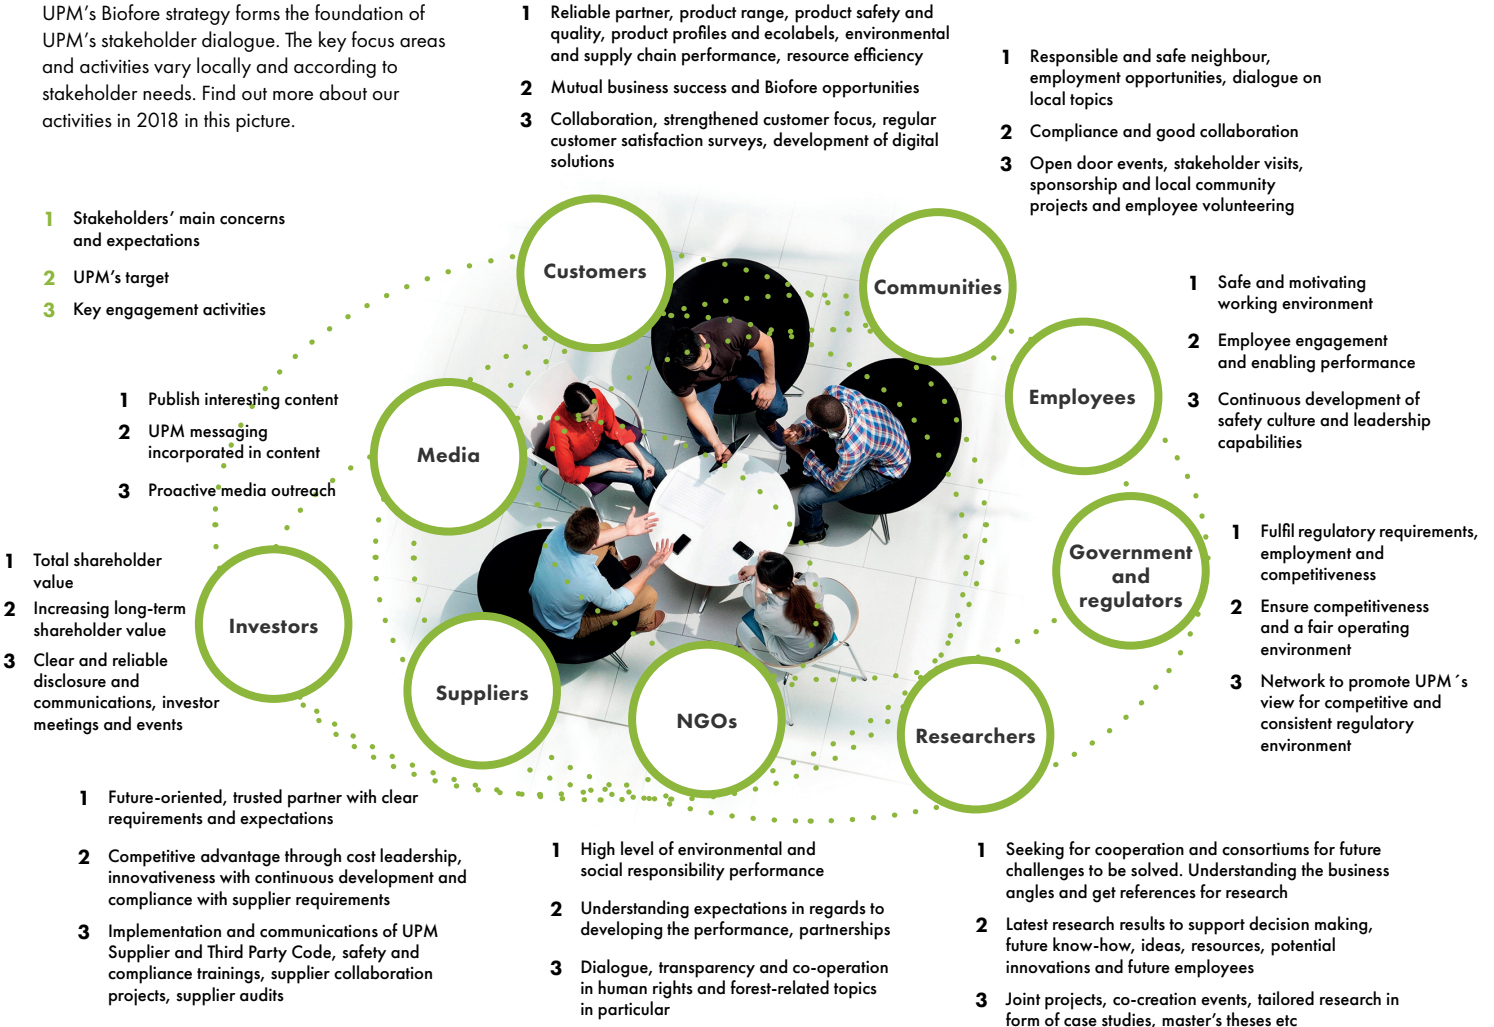 UPM's Biofore strategy forms the foundation of
UPM's stakeholder dialogue. The key focus areas
and activities vary locally and according to
stakeholder needs. Find out more about our
activities in 2018 in this picture.
1 Stakeholders' main concerns
and expectations
2 UPM's target
3 Key engagement activities
1 Reliable partner, product range, product safety and
quality, product profiles and ecolabels, environmental
and supply chain performance, resource efficiency
2 Mutual business success and Biofore opportunities
3 Collaboration, strengthened customer focus, regular
customer satisfaction surveys, development of digital
solutions
Customers
1 Responsible and safe neighbour,
employment opportunities, dialogue on
local topics
2 Compliance and good collaboration
3 Open door events, stakeholder visits,
sponsorship and local community
projects and employee volunteering
Communities
1 Safe and motivating
working environment
2 Employee engagement
and enabling performance
3 Continuous development of
safety culture and leadership
capabilities
Employees
1 Publish interesting content
2 UPM messaging
incorporated in content
3 Proactive media outreach
Media
1 Fulfil regulatory requirements,
employment and
competitiveness
2 Ensure competitiveness
and a fair operating
environment
3 Network to promote UPM´s
view for competitive and
consistent regulatory
environment
Government
and
regulators
1 Total shareholder
value
2 Increasing long-term
shareholder value
3 Clear and reliable
disclosure and
communications, investor
meetings and events
Investors
Suppliers
NGOs
Researchers
1 Future-oriented, trusted partner with clear
requirements and expectations
2 Competitive advantage through cost leadership,
innovativeness with continuous development and
compliance with supplier requirements
3 Implementation and communications of UPM
Supplier and Third Party Code, safety and
compliance trainings, supplier collaboration
projects, supplier audits
1 High level of environmental and
social responsibility performance
2 Understanding expectations in regards to
developing the performance, partnerships
3 Dialogue, transparency and co-operation
in human rights and forest-related topics
in particular
1 Seeking for cooperation and consortiums for future
challenges to be solved. Understanding the business
angles and get references for research
2 Latest research results to support decision making,
future know-how, ideas, resources, potential
innovations and future employees
3 Joint projects, co-creation events, tailored research in
form of case studies, master's theses etc